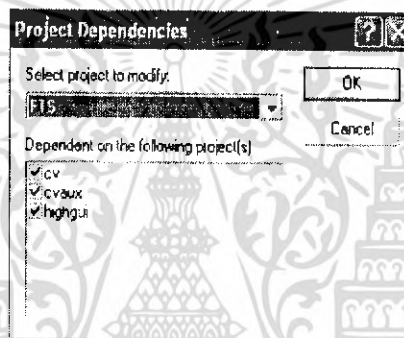 Project Dependencies
Select project to modify:
FTS
OK
Cancel
Dependent on the following project(s)
cv
cvaux
highgui